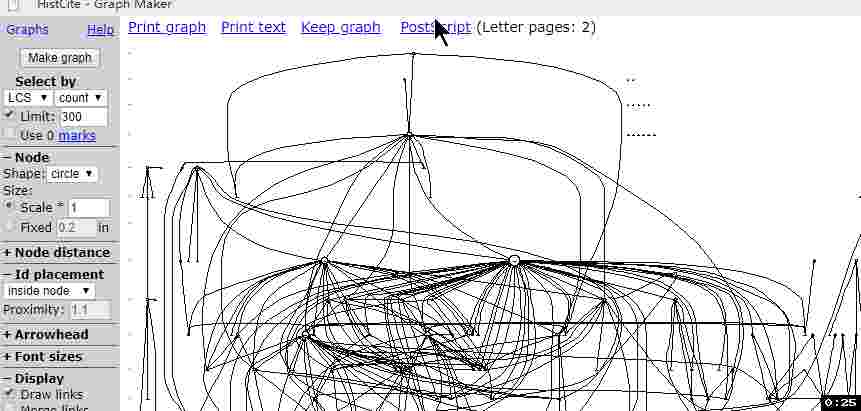 HistCite - Graph Maker
Graphs Help Print graph Print text Keep graph PostScript (Letter pages: 2)
Make graph
Select by
LCS count
Limit: 300
Use 0 marks
− Node
Shape: circle
Size:
Scale * 1
Fixed 0.2 in
+ Node distance
− Id placement
inside node
Proximity: 1.1
+ Arrowhead
+ Font sizes
− Display
Draw links
Merge links
0:25